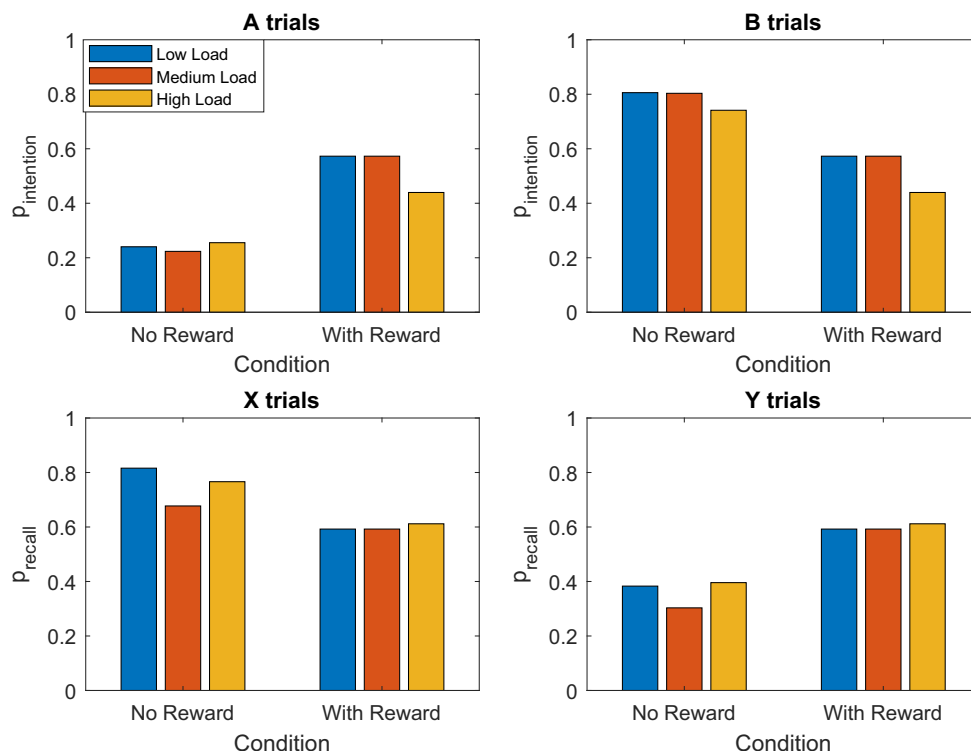 A trials
1
0.8
0.6
0.4
0.2
0
p_intention
Low Load
Medium Load
High Load
No Reward
With Reward
Condition
B trials
1
0.8
0.6
0.4
0.2
0
p_intention
No Reward
With Reward
Condition
X trials
1
0.8
0.6
0.4
0.2
0
p_recall
No Reward
With Reward
Condition
Y trials
1
0.8
0.6
0.4
0.2
0
p_recall
No Reward
With Reward
Condition